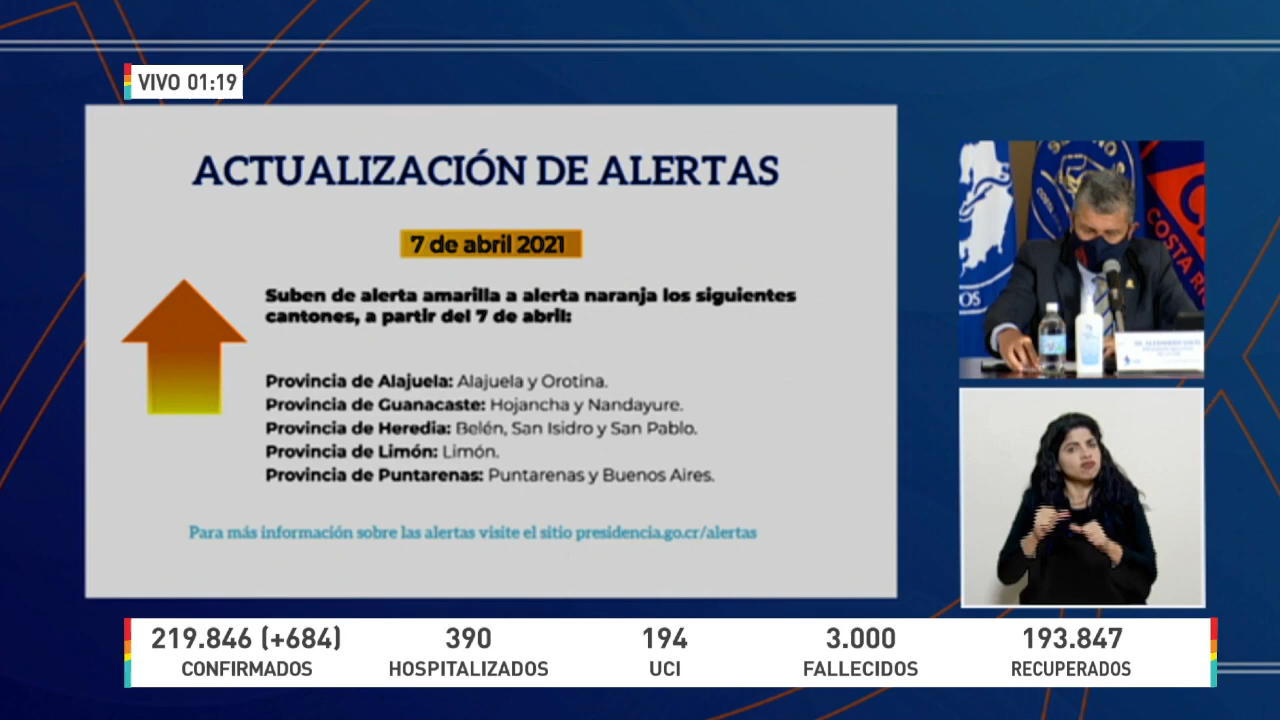 VIVO 01:19
ACTUALIZACIÓN DE ALERTAS
7 de abril 2021
Suben de alerta amarilla a alerta naranja los siguientes
cantones, a partir del 7 de abril:
Provincia de Alajuela: Alajuela y Orotina.
Provincia de Guanacaste: Hojancha y Nandayure.
Provincia de Heredia: Belén, San Isidro y San Pablo.
Provincia de Limón: Limón.
Provincia de Puntarenas: Puntarenas y Buenos Aires.
Para más información sobre las alertas visite el sitio presidencia.go.cr/alertas
COSTA
219.846 (+684) 390 194 3.000 193.847
CONFIRMADOS HOSPITALIZADOS UCI FALLECIDOS RECUPERADOS